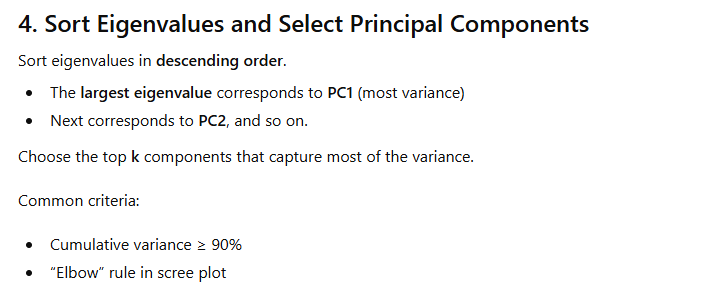 4. Sort Eigenvalues and Select Principal Components
Sort eigenvalues in descending order.
• The largest eigenvalue corresponds to PC1 (most variance)
• Next corresponds to PC2, and so on.
Choose the top k components that capture most of the variance.
Common criteria:
• Cumulative variance ≥ 90%
• “Elbow” rule in scree plot